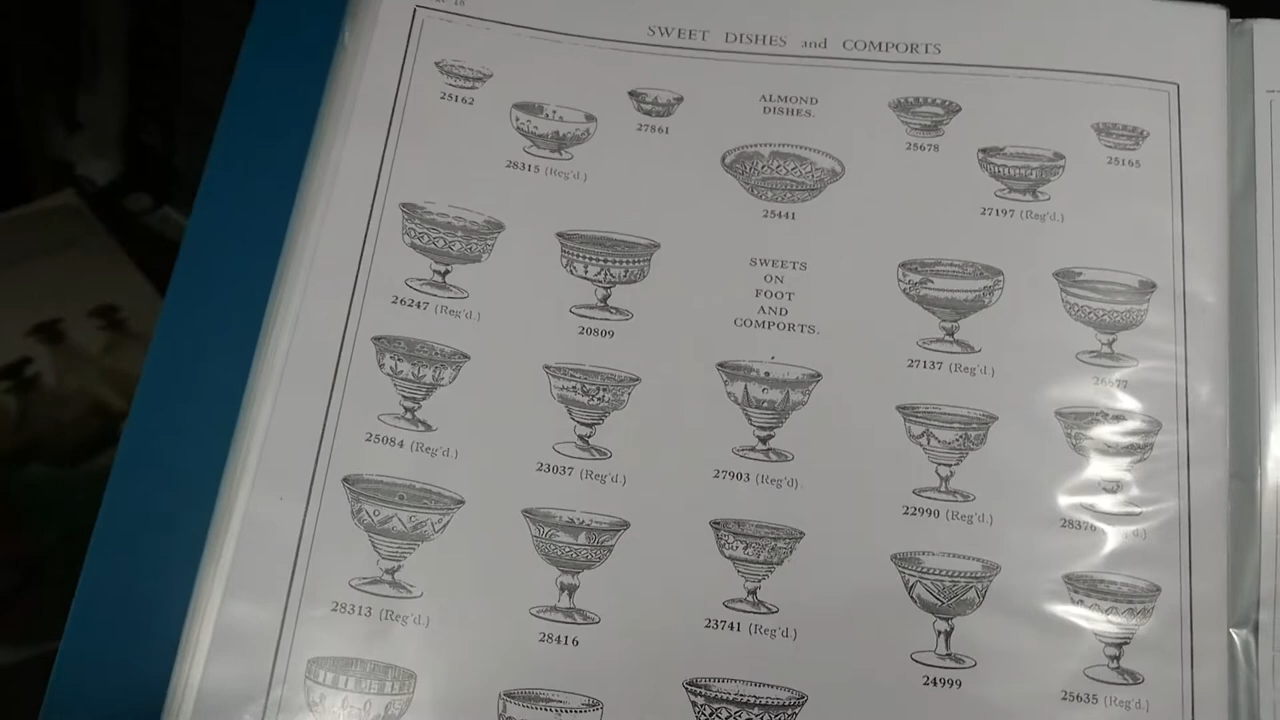 SWEET DISHES and COMPORTS
25162
28315 (Reg'd.)
27861
ALMOND
DISHES.
25441
25678
27197 (Reg'd.)
25165
26247 (Reg'd.)
20809
SWEETS
ON
FOOT
AND
COMPORTS.
27137 (Reg'd.)
26677
25084 (Reg'd.)
23037 (Reg'd.)
27903 (Reg'd).
22990 (Reg'd.)
28376
28313 (Reg'd.)
28416
23741 (Reg'd.)
24999
25635 (Reg'd.)